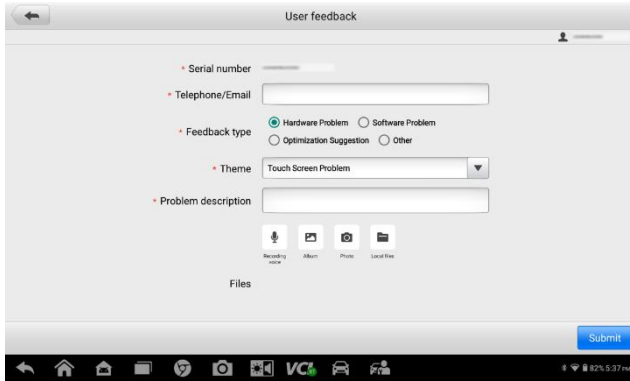 User feedback
* Serial number
* Telephone/Email
* Feedback type
Hardware Problem Software Problem
Optimization Suggestion Other
* Theme Touch Screen Problem
* Problem description
Recording voice Album Photo Local files
Files
Submit
VCI 82% 5:37 PM